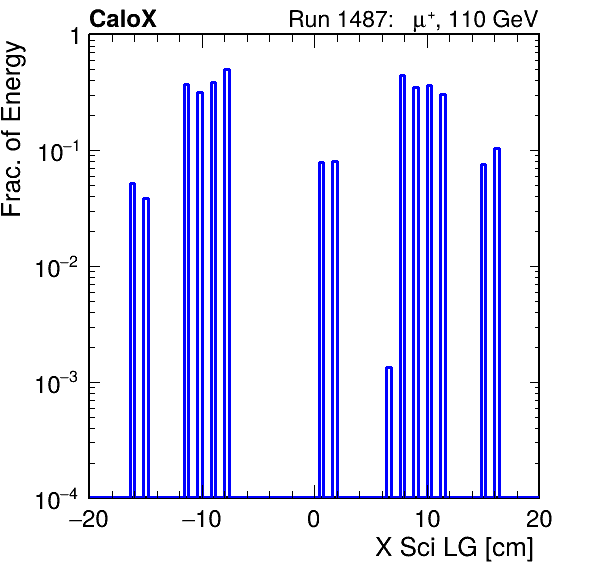 CaloX Run 1487: μ⁺, 110 GeV
Frac. of Energy
1
10⁻¹
10⁻²
10⁻³
10⁻⁴
−20 −10 0 10 20
X Sci LG [cm]